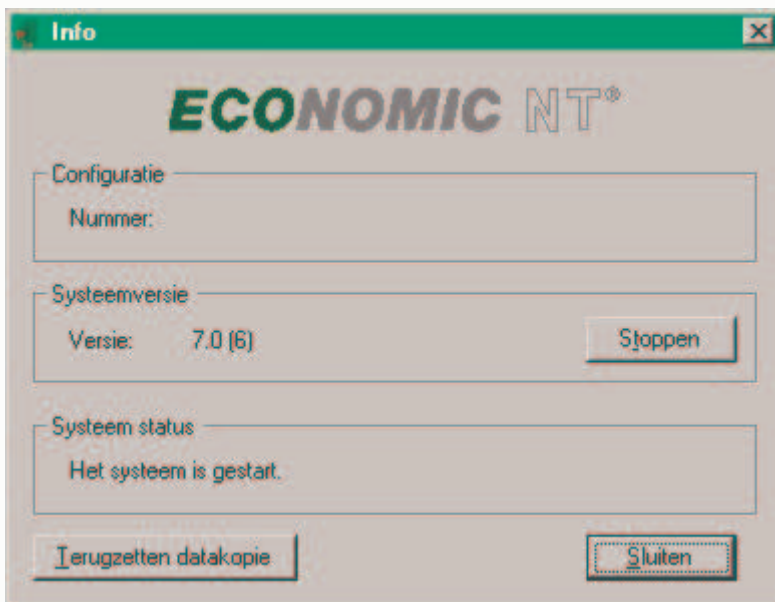 Info
ECONOMIC NT®
Configuratie
Nummer:
Systeemversie
Versie: 7.0 (6)
Stoppen
Systeem status
Het systeem is gestart.
Terugzetten datakopie
Sluiten